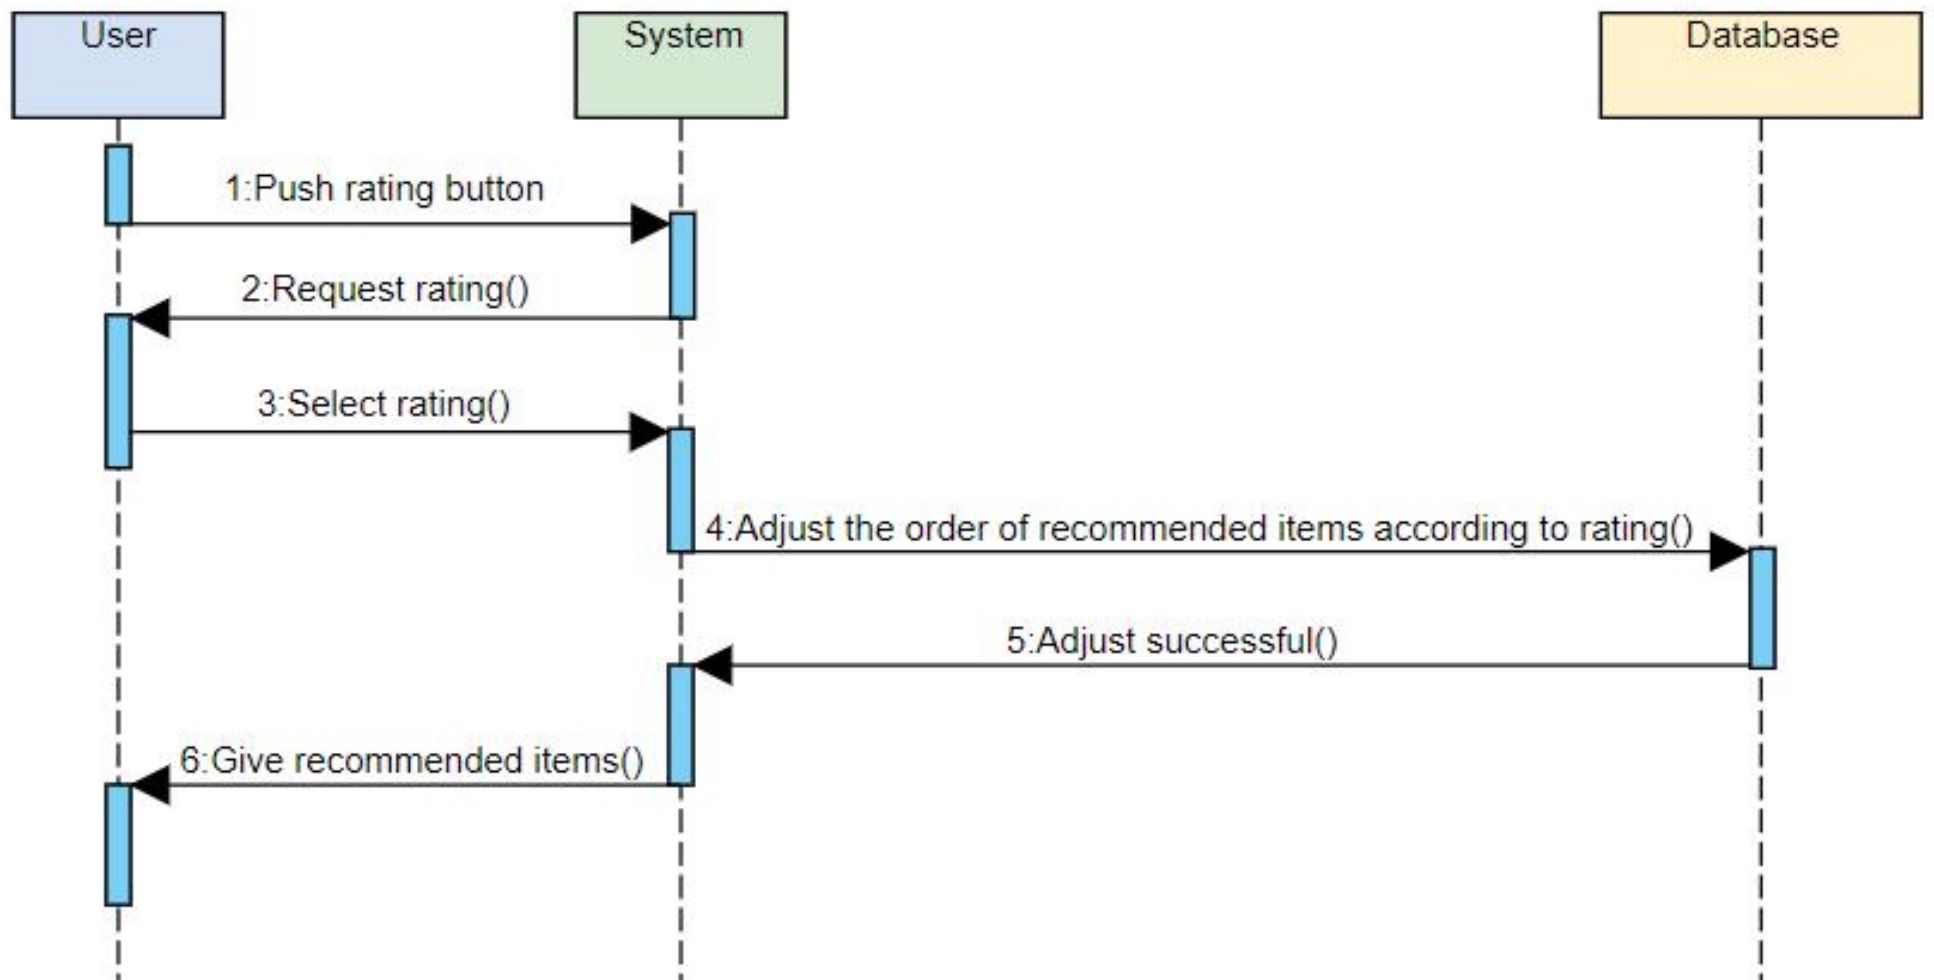 User
System
Database
1:Push rating button
2:Request rating()
3:Select rating()
4:Adjust the order of recommended items according to rating()
5:Adjust successful()
6:Give recommended items()